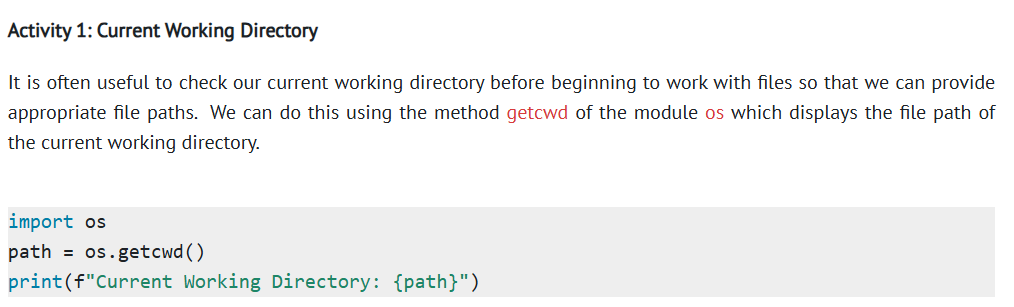 Activity 1: Current Working Directory
It is often useful to check our current working directory before beginning to work with files so that we can provide
appropriate file paths. We can do this using the method getcwd of the module os which displays the file path of
the current working directory.
import os
path = os.getcwd()
print(f"Current Working Directory: {path}")